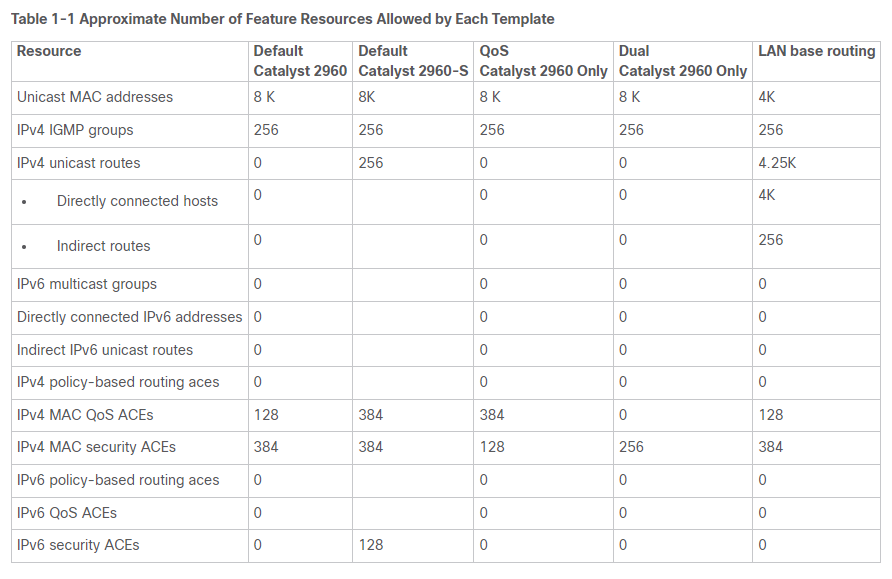 Table 1-1 Approximate Number of Feature Resources Allowed by Each Template
Resource Default Catalyst 2960 Default Catalyst 2960-S QoS Catalyst 2960 Only Dual Catalyst 2960 Only LAN base routing
Unicast MAC addresses 8 K 8K 8 K 8 K 4K
IPv4 IGMP groups 256 256 256 256 256
IPv4 unicast routes 0 256 0 0 4.25K
• Directly connected hosts 0 0 0 4K
• Indirect routes 0 0 0 256
IPv6 multicast groups 0 0 0 0
Directly connected IPv6 addresses 0 0 0 0
Indirect IPv6 unicast routes 0 0 0 0
IPv4 policy-based routing aces 0 0 0 0
IPv4 MAC QoS ACEs 128 384 384 0 128
IPv4 MAC security ACEs 384 384 128 256 384
IPv6 policy-based routing aces 0 0 0 0
IPv6 QoS ACEs 0 0 0 0
IPv6 security ACEs 0 128 0 0 0